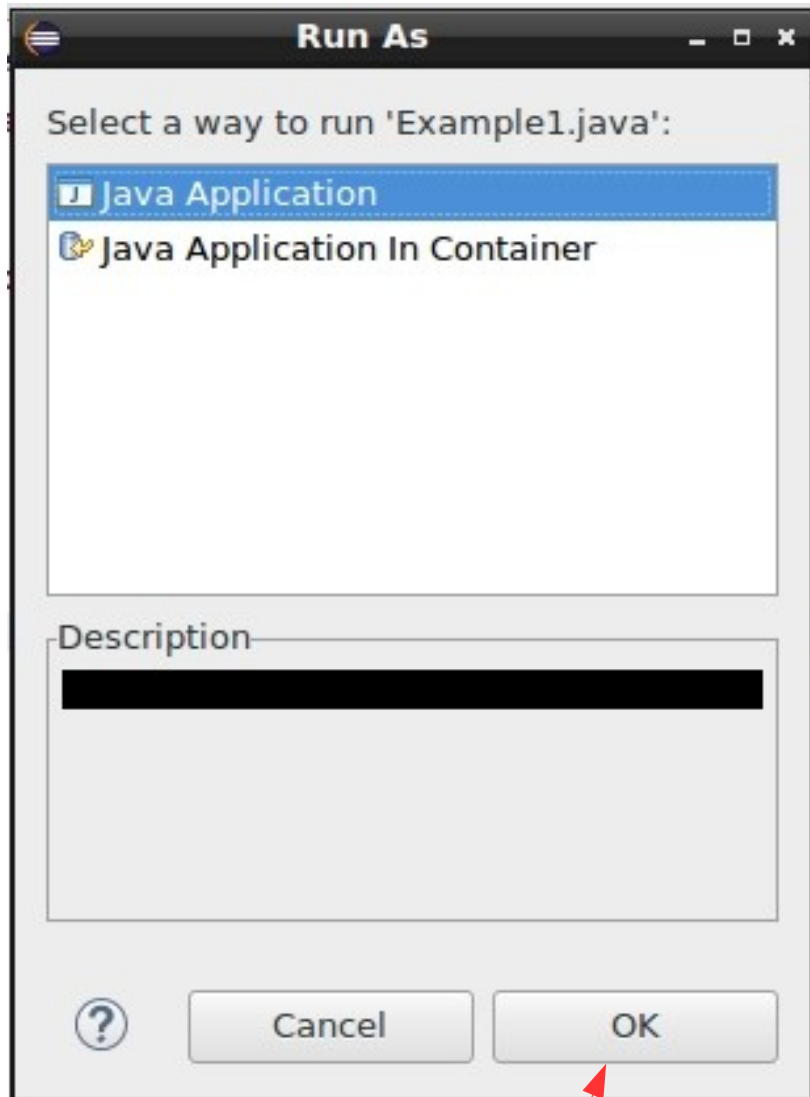 Run As
Select a way to run 'Example1.java':
Java Application
Java Application In Container
Description
Cancel
OK